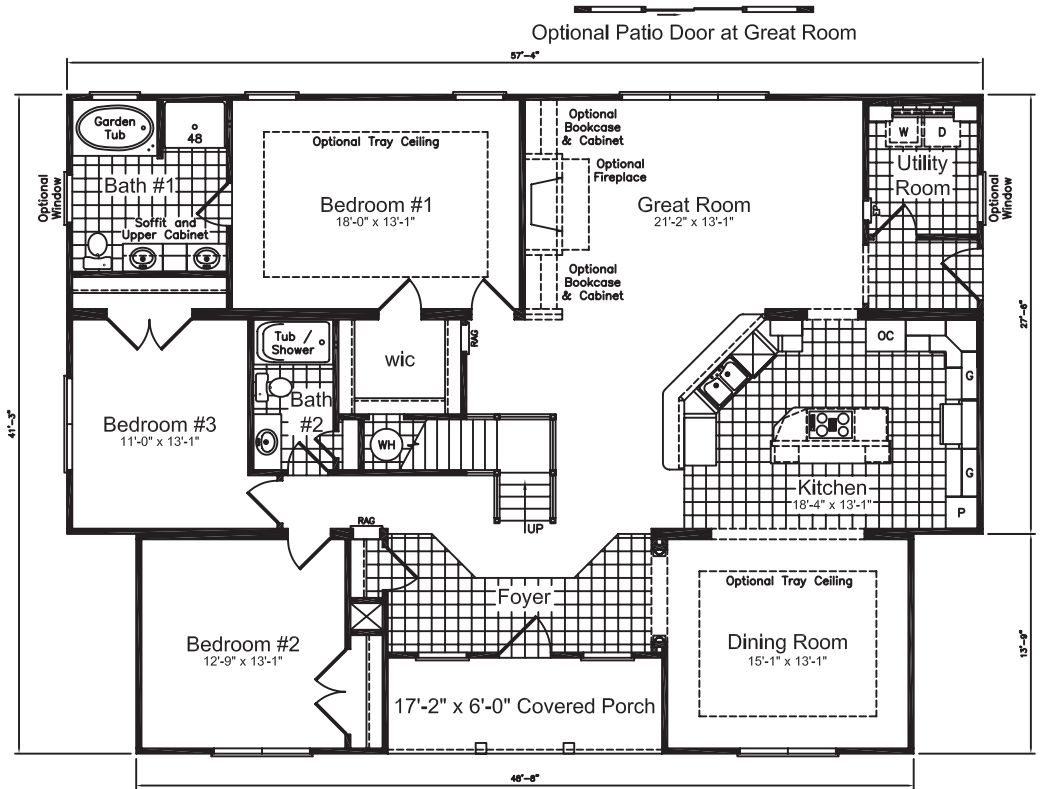 Optional Patio Door at Great Room
57'-4"
Garden
Tub
48
Optional Tray Ceiling
Optional
Bookcase
& Cabinet
W
D
Optional
Fireplace
Utility
Room
Bath #1
Optional
Window
Bedroom #1
18'-0" x 13'-1"
Great Room
21'-2" x 13'-1"
Optional
Window
EP
Soffit and
Upper Cabinet
Optional
Bookcase
& Cabinet
27'-6"
Tub /
Shower
RAG
OC
wic
G
Bath
#2
41'-3"
Bedroom #3
11'-0" x 13'-1"
WH
G
Kitchen
18'-4" x 13'-1"
P
UP
RAG
Optional Tray Ceiling
Foyer
Bedroom #2
12'-9" x 13'-1"
Dining Room
15'-1" x 13'-1"
13'-9"
17'-2" x 6'-0" Covered Porch
48'-8"